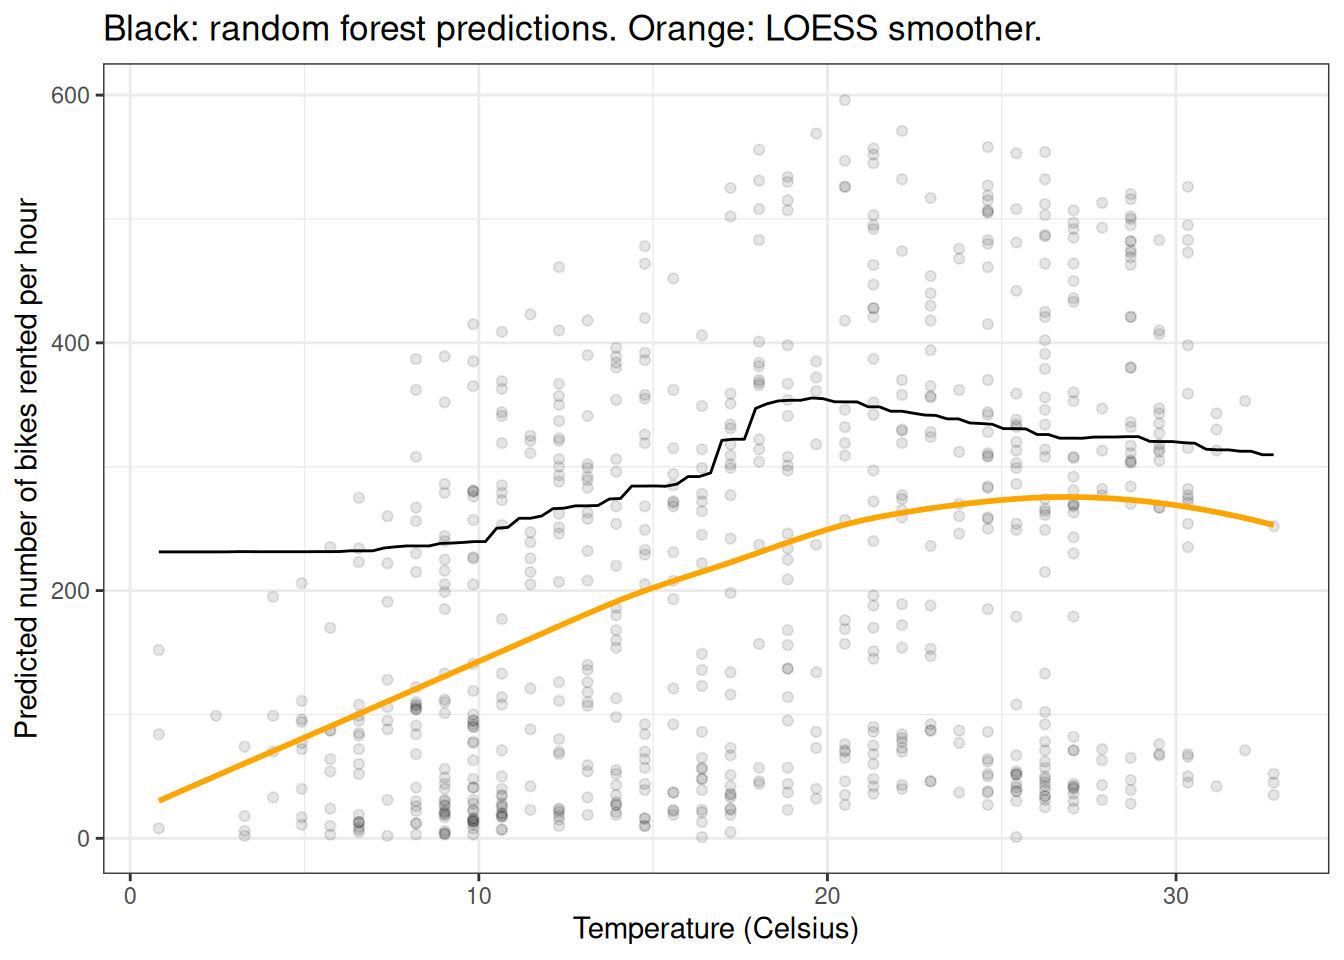 Black: random forest predictions. Orange: LOESS smoother.
Predicted number of bikes rented per hour
600
400
200
0
0 10 20 30
Temperature (Celsius)